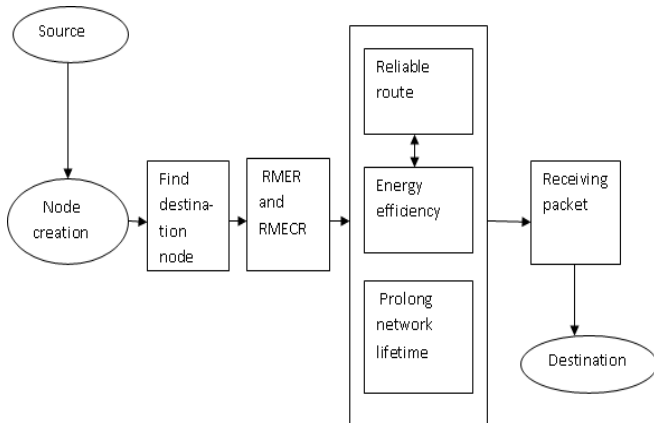 Source
Node
creation
Find
destina-
tion
node
RMER
and
RMECR
Reliable
route
Energy
efficiency
Prolong
network
lifetime
Receiving
packet
Destination